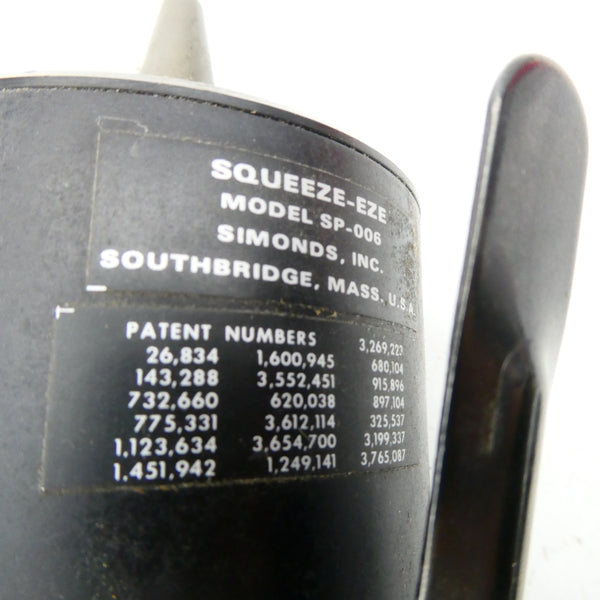 SQUEEZE-EZE
MODEL SP-006
SIMONDS, INC.
SOUTHBRIDGE, MASS. U.S.A.
PATENT NUMBERS 3,269,223
26,834 1,600,945 680,104
143,288 3,552,451 915,896
732,660 620,038 897,104
775,331 3,612,114 325,537
1,123,634 3,654,700 3,199,337
1,451,942 1,249,141 3,765,087